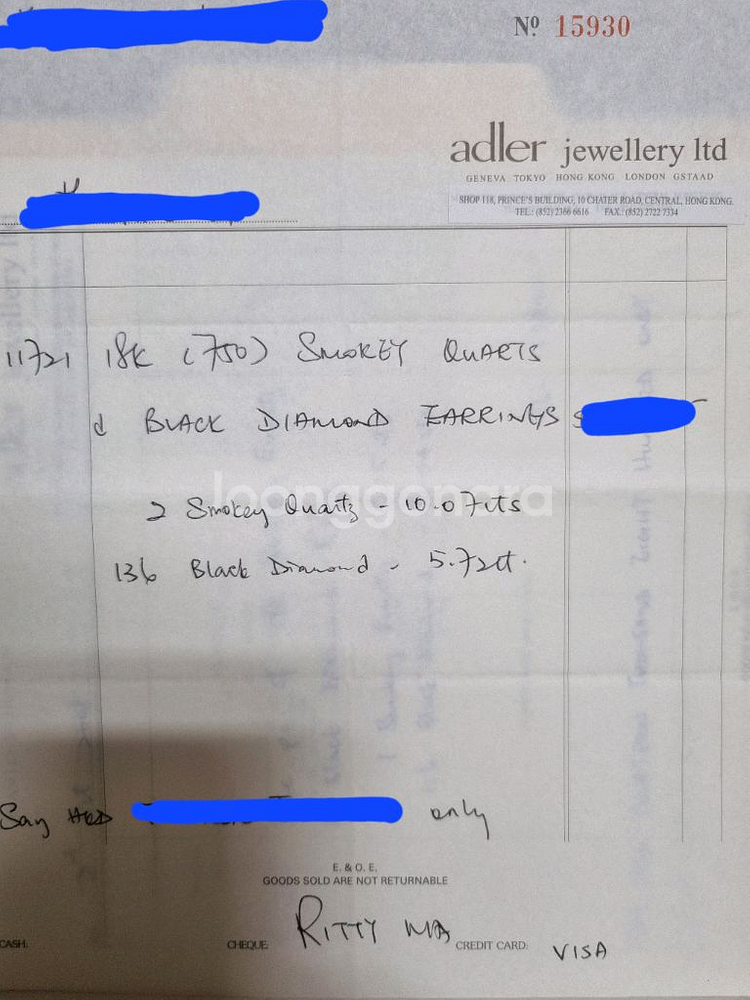 Nº 15930
adler jewellery ltd
GENEVA TOKYO HONG KONG LONDON GSTAAD
SHOP 118, PRINCE'S BUILDING, 10 CHATER ROAD, CENTRAL, HONG KONG.
TEL.: (852) 2366 6616 FAX.: (852) 2722 7334
11721 18K (750) SMOKEY QUARTS
d BLACK DIAMOND EARRINGS $
joonggonara
2 Smokey Quartz - 10.07cts
136 Black Diamond - 5.72ct.
Say HKD only
E. & O. E.
GOODS SOLD ARE NOT RETURNABLE
CASH: CHEQUE RITTY MA CREDIT CARD: VISA